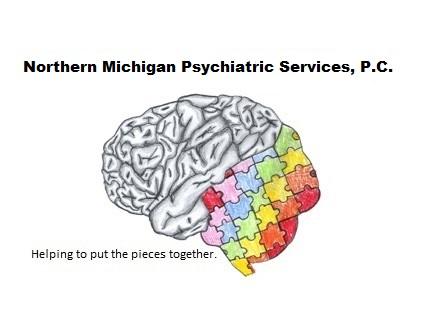 Northern Michigan Psychiatric Services, P.C.
Helping to put the pieces together.